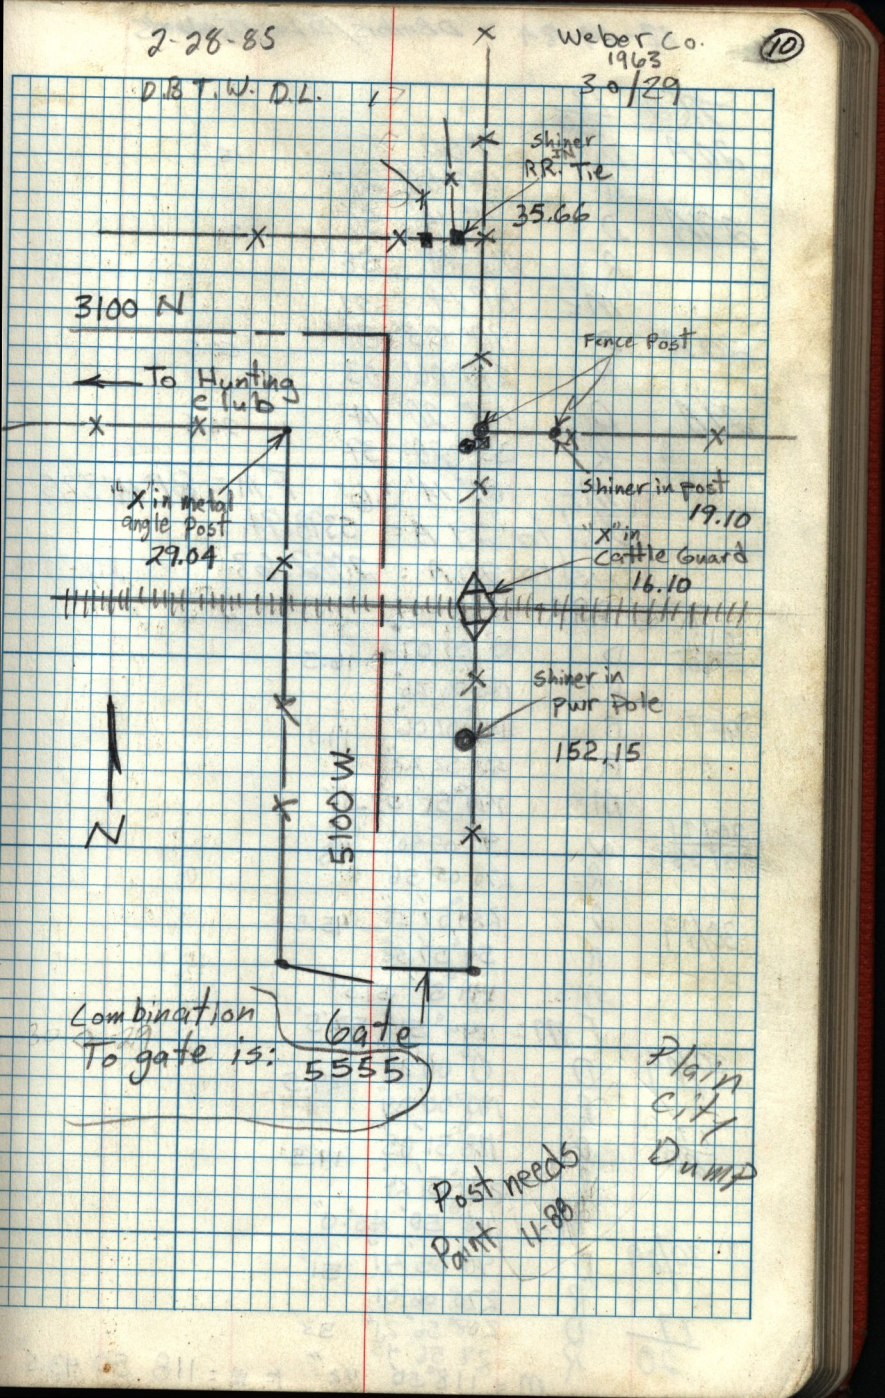 2-28-85
Weber Co.
10
1963
30/29
D.B T.W. D.L.
Shiner
IN
R.R. Tie
35.66
3100 N
Fence Post
To Hunting
Club
"X" in metal
angle Post
29.04
Shiner in post
19.10
"X" in
Cattle Guard
16.10
Shiner in
pwr Pole
152.15
5100 W.
N
Combination
Gate
To gate is:
5555
Plain
City
Dump
Post needs
Paint 11-88